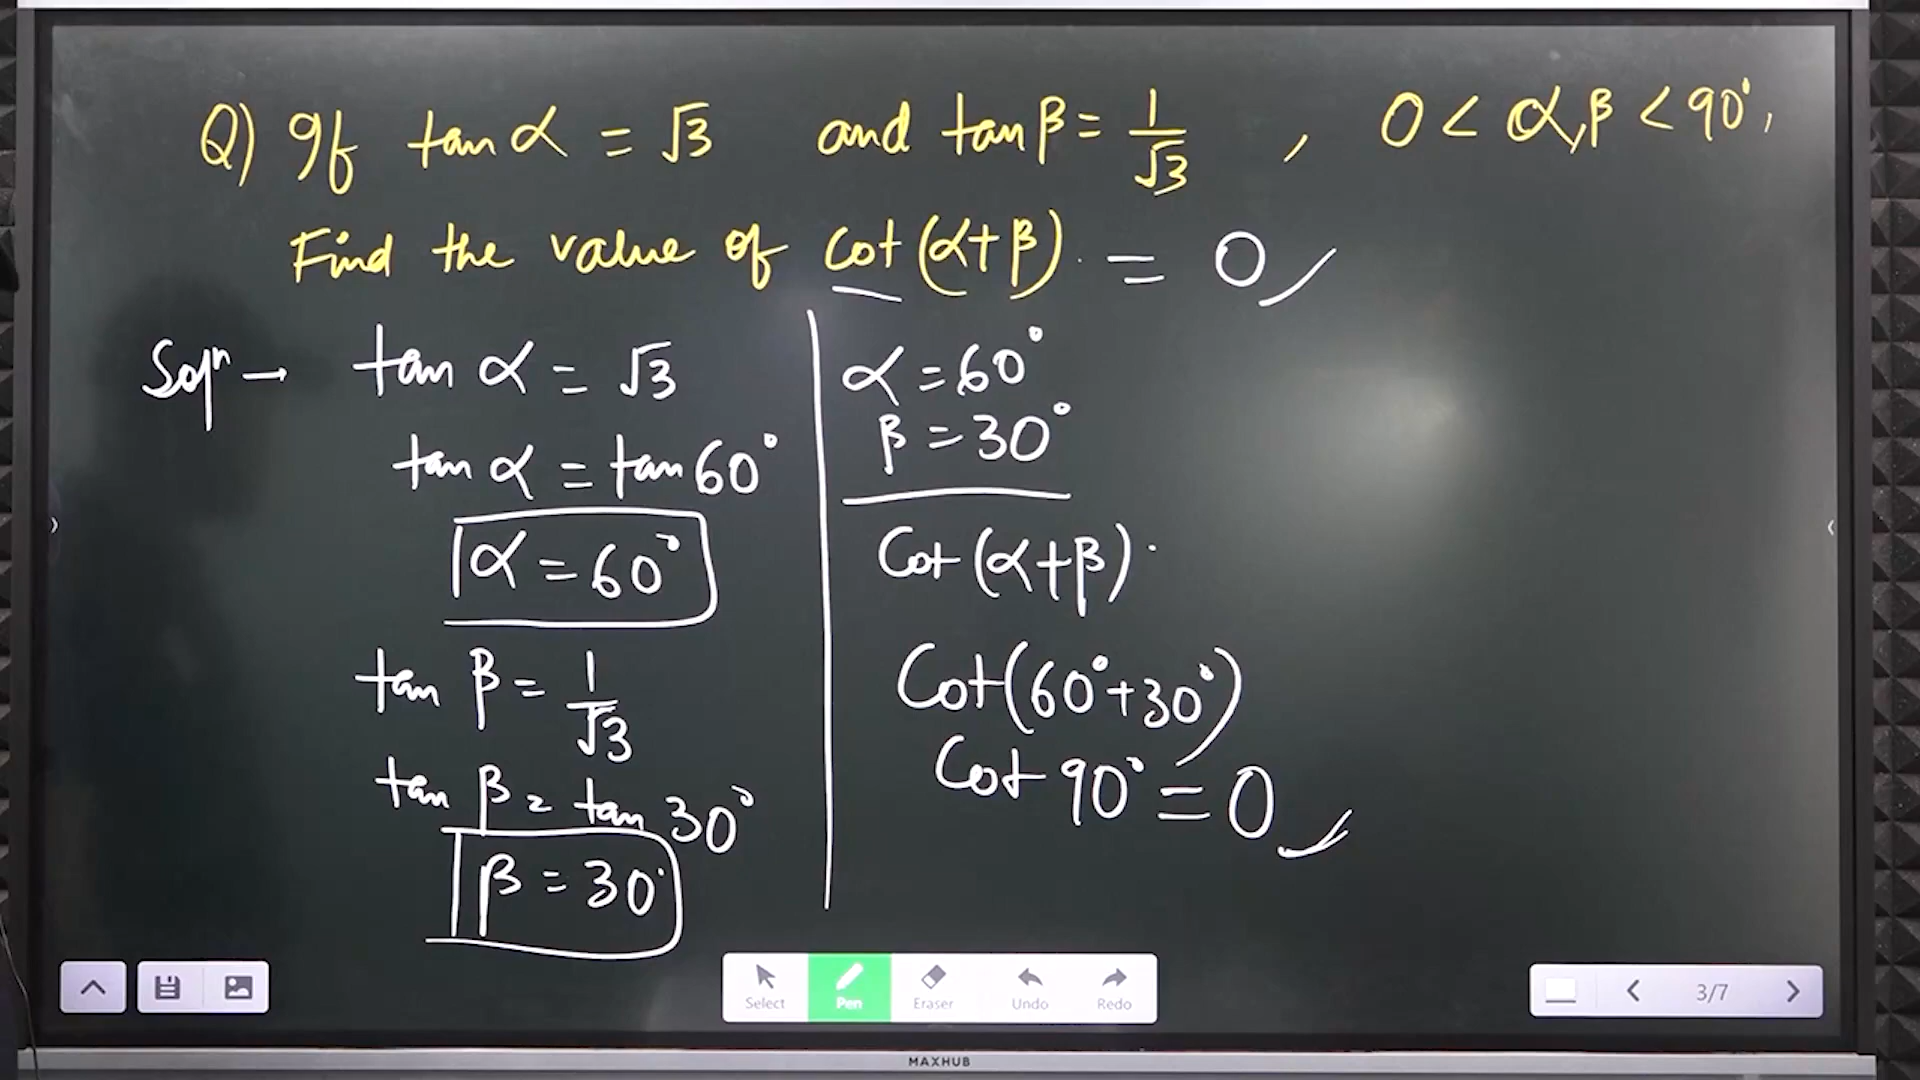 Q) If tan α = √3 and tan β = 1/√3 , 0 < α, β < 90°,
Find the value of cot (α+β). = 0
Solⁿ → tan α = √3
tan α = tan 60°
α = 60°
tan β = 1/√3
tan β = tan 30°
β = 30°
α = 60°
β = 30°
Cot (α+β).
Cot (60°+30°)
Cot 90° = 0
Select Pen Eraser Undo Redo
3/7
MAXHUB